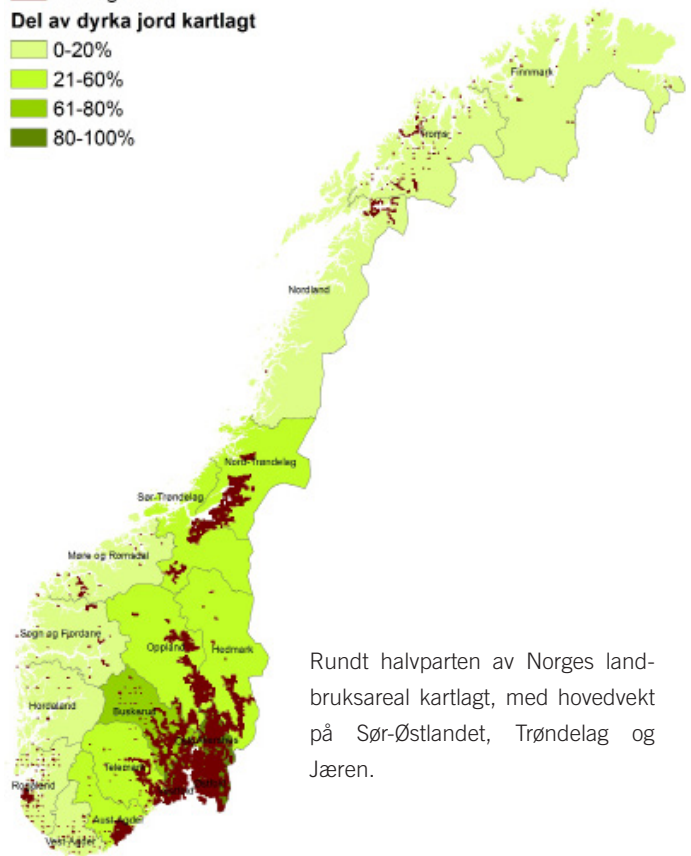 Del av dyrka jord kartlagt
0-20%
21-60%
61-80%
80-100%
Finnmark
Troms
Nordland
Nord-Trøndelag
Sør-Trøndelag
Møre og Romsdal
Sogn og Fjordane
Oppland
Hedmark
Hordaland
Buskerud
Telemark
Rogaland
Aust-Agder
Vest-Agder
Rundt halvparten av Norges land-
bruksareal kartlagt, med hovedvekt
på Sør-Østlandet, Trøndelag og
Jæren.